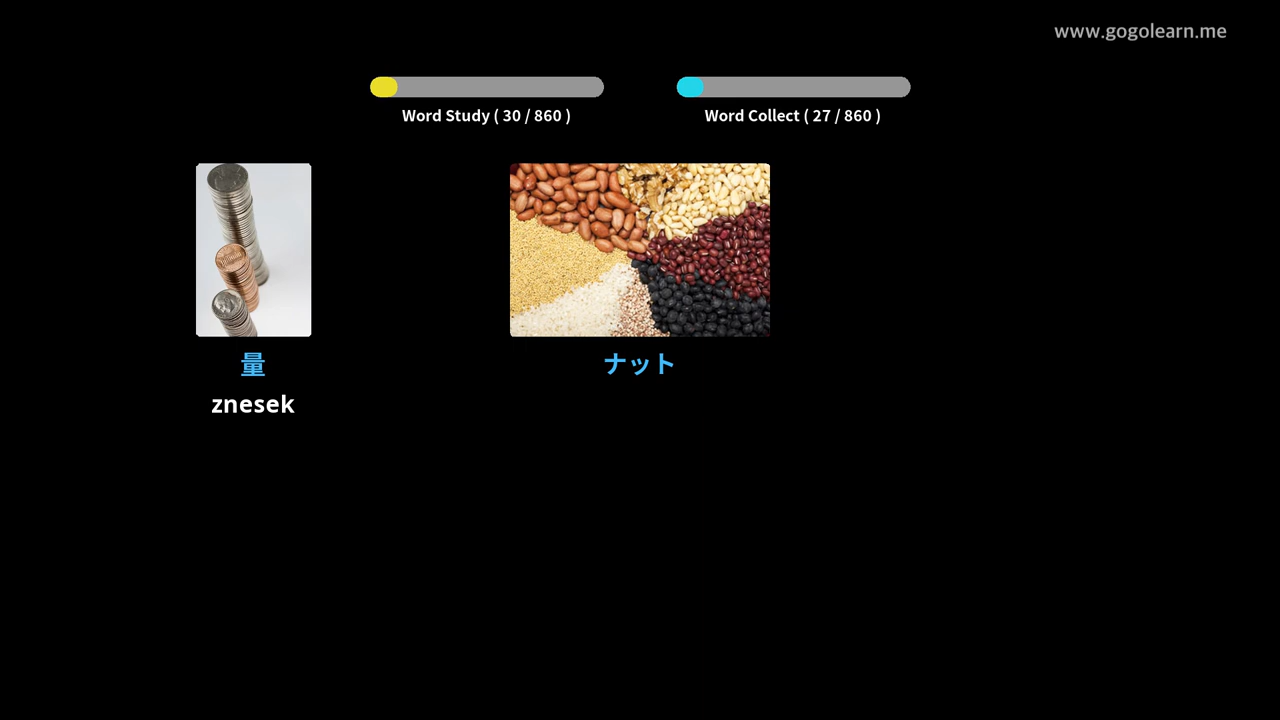 www.gogolearn.me
Word Study ( 30 / 860 )
Word Collect ( 27 / 860 )
量
ナット
znesek